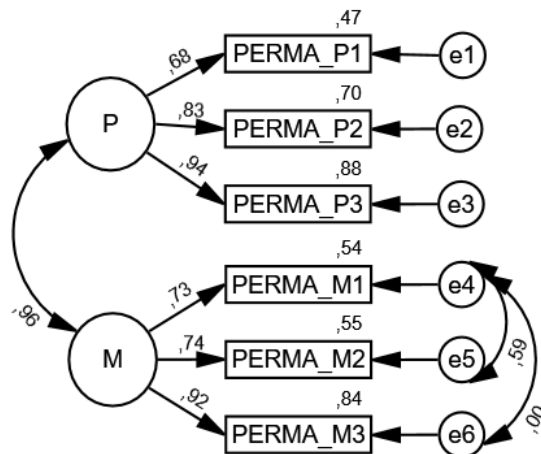 ,47
,68
PERMA_P1
e1
,70
P
,83
PERMA_P2
e2
,94
,88
PERMA_P3
e3
,96
,54
,73
PERMA_M1
e4
,55
M
,74
PERMA_M2
e5
,59
,92
,84
PERMA_M3
e6
,00